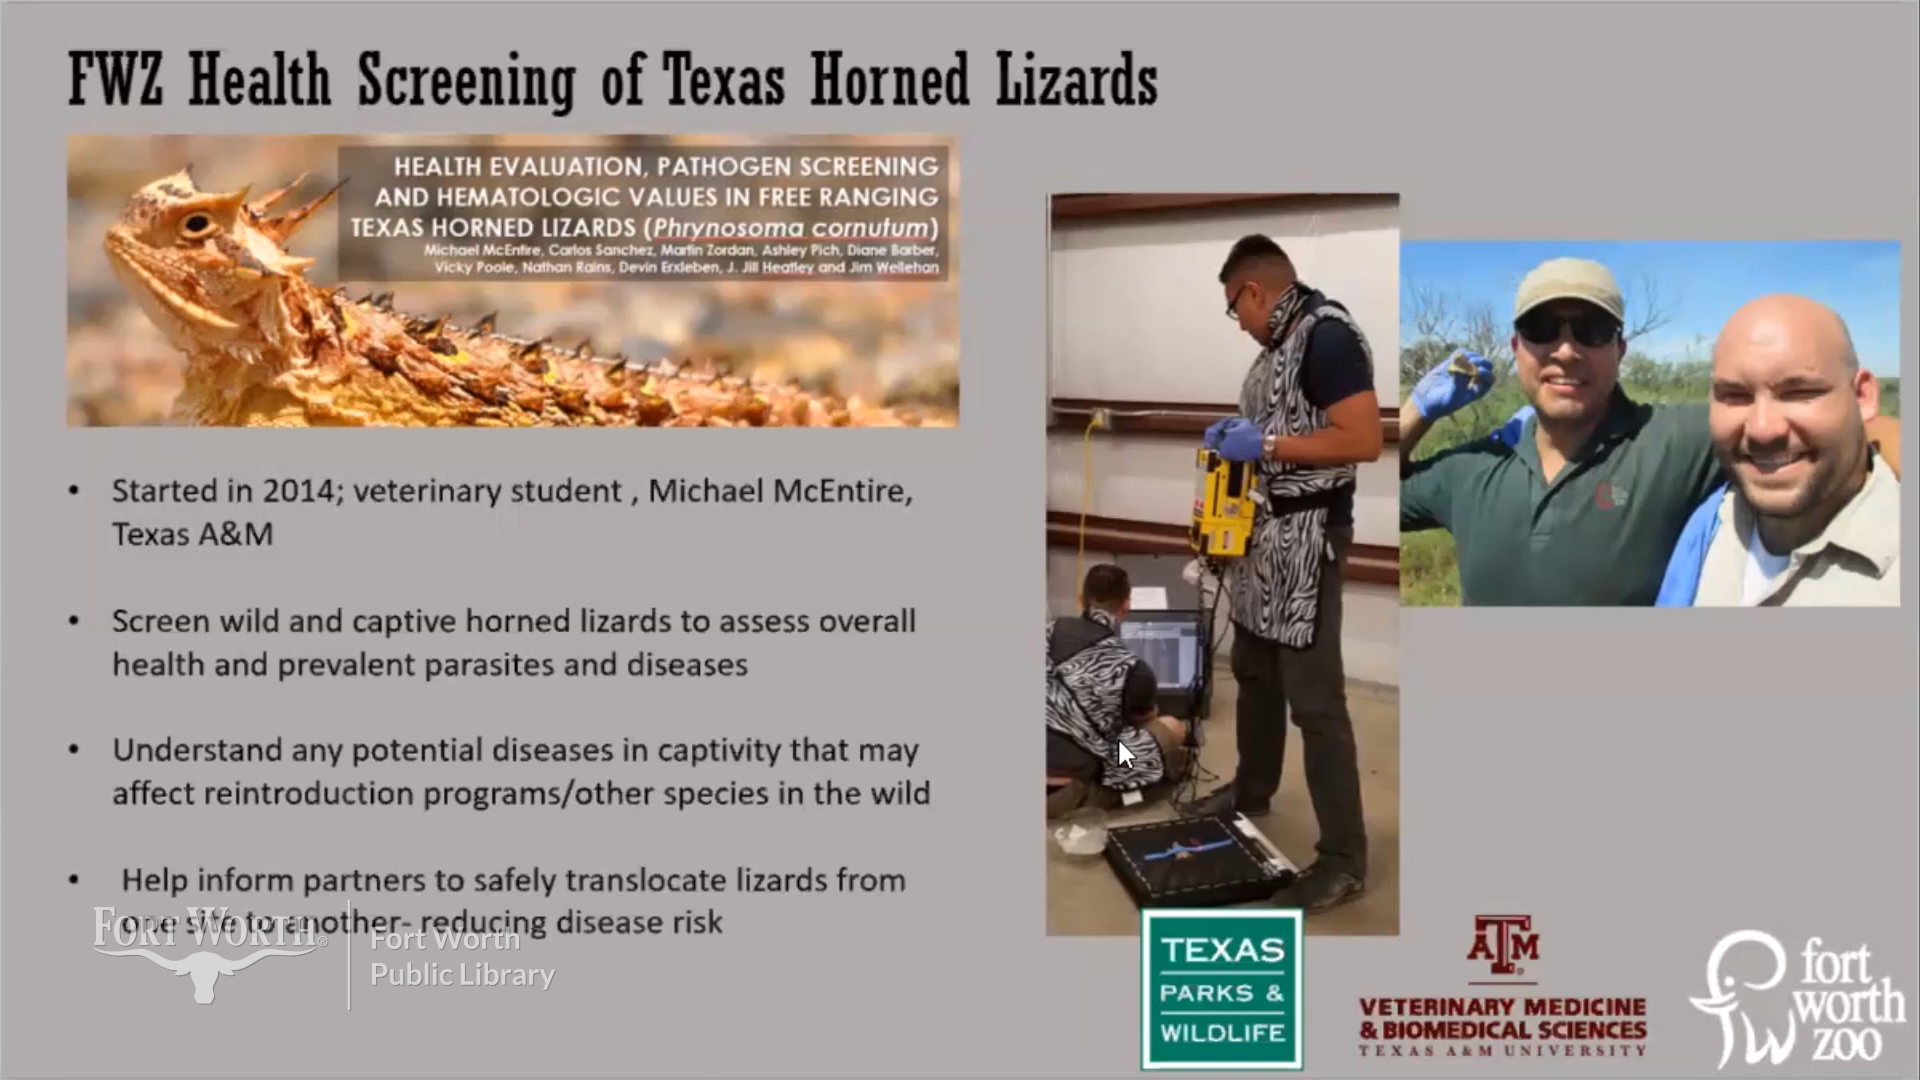 FWZ Health Screening of Texas Horned Lizards
HEALTH EVALUATION, PATHOGEN SCREENING
AND HEMATOLOGIC VALUES IN FREE RANGING
TEXAS HORNED LIZARDS (Phrynosoma cornutum)
Michael McEntire, Carlos Sanchez, Martin Zordan, Ashley Pich, Diane Barber,
Vicky Poole, Nathan Rains, Devin Erxleben, J. Jill Heatley and Jim Wellehan
• Started in 2014; veterinary student , Michael McEntire,
Texas A&M
• Screen wild and captive horned lizards to assess overall
health and prevalent parasites and diseases
• Understand any potential diseases in captivity that may
affect reintroduction programs/other species in the wild
• Help inform partners to safely translocate lizards from
one site to another- reducing disease risk
FORT WORTH®
Fort Worth
Public Library
TEXAS
PARKS &
WILDLIFE
ATM®
VETERINARY MEDICINE
& BIOMEDICAL SCIENCES
TEXAS A&M UNIVERSITY
fort
worth
zoo